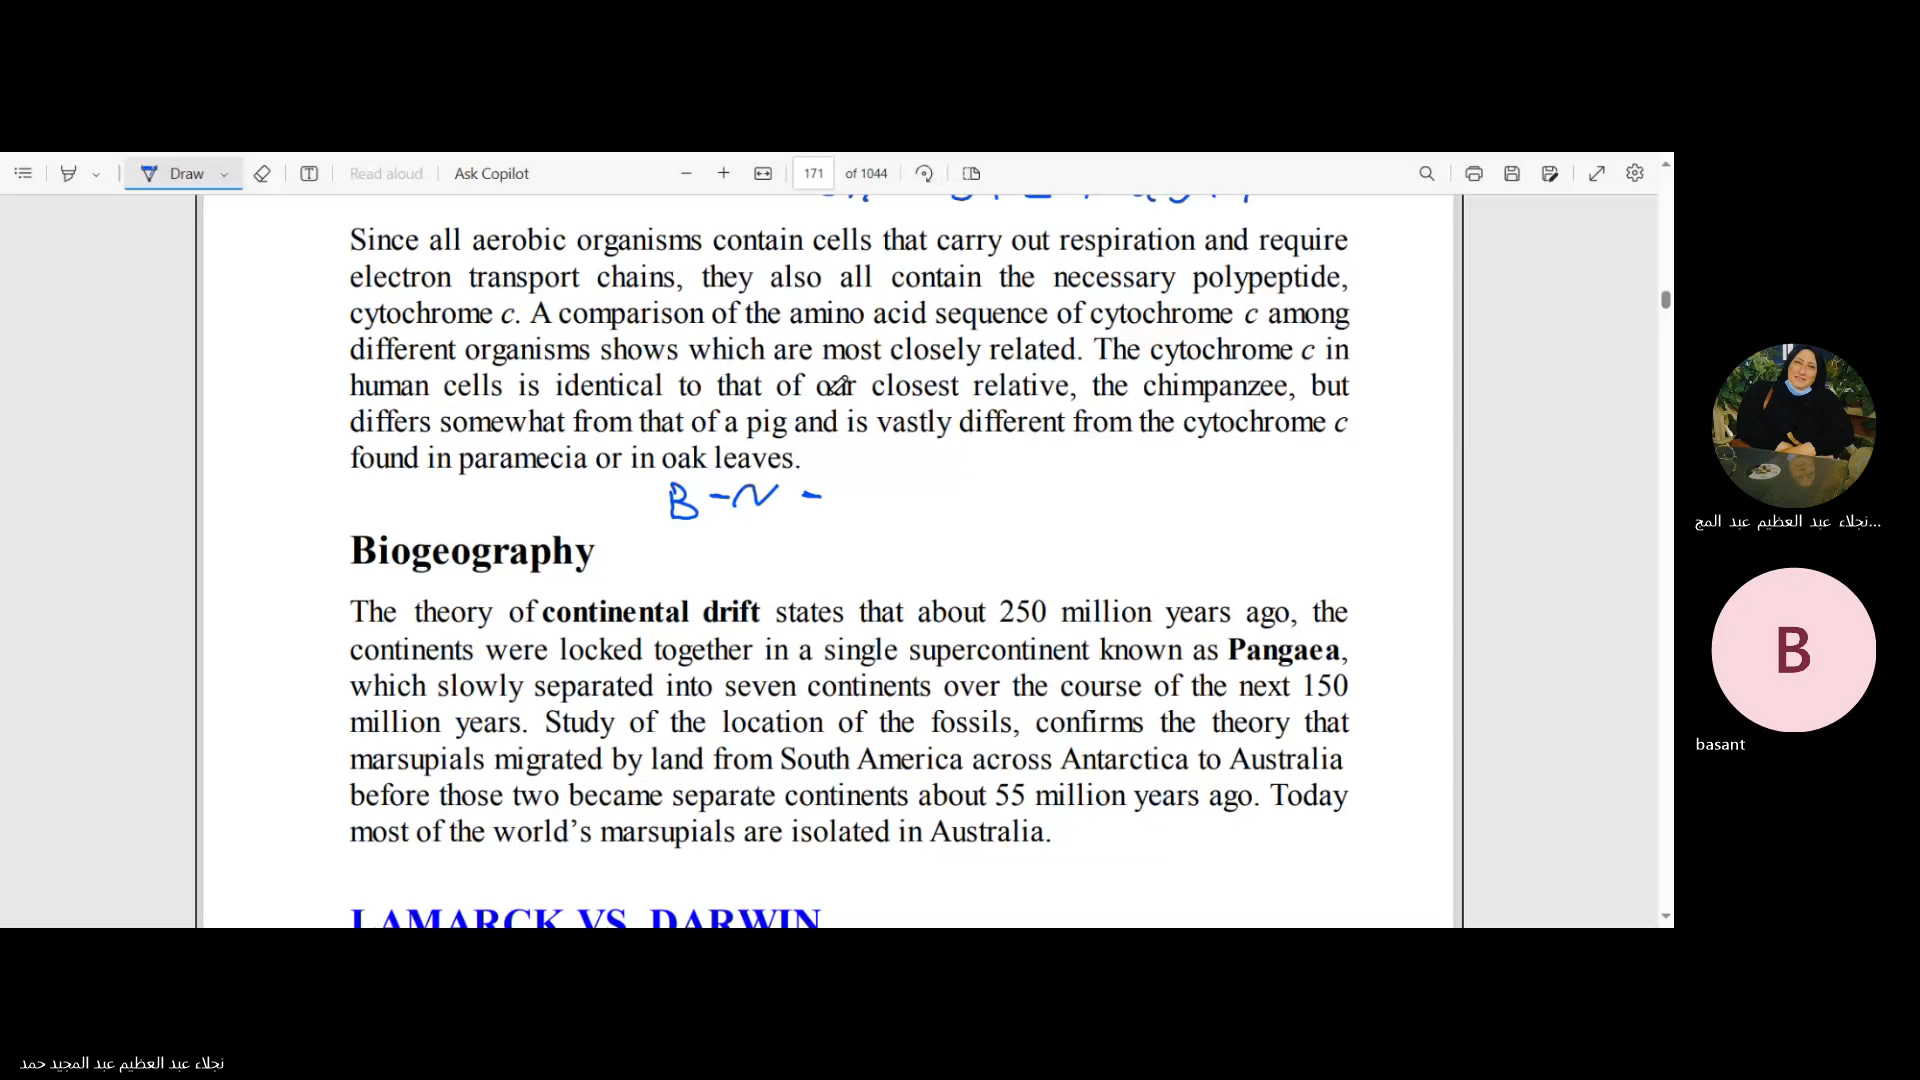 Draw
Read aloud
Ask Copilot
171 of 1044
Since all aerobic organisms contain cells that carry out respiration and require
electron transport chains, they also all contain the necessary polypeptide,
cytochrome c. A comparison of the amino acid sequence of cytochrome c among
different organisms shows which are most closely related. The cytochrome c in
human cells is identical to that of our closest relative, the chimpanzee, but
differs somewhat from that of a pig and is vastly different from the cytochrome c
found in paramecia or in oak leaves.
B - N -
Biogeography
The theory of continental drift states that about 250 million years ago, the
continents were locked together in a single supercontinent known as Pangaea,
which slowly separated into seven continents over the course of the next 150
million years. Study of the location of the fossils, confirms the theory that
marsupials migrated by land from South America across Antarctica to Australia
before those two became separate continents about 55 million years ago. Today
most of the world’s marsupials are isolated in Australia.
LAMARCK VS. DARWIN
نجلاء عبد العظيم عبد المج...
B
basant
نجلاء عبد العظيم عبد المجيد حمد